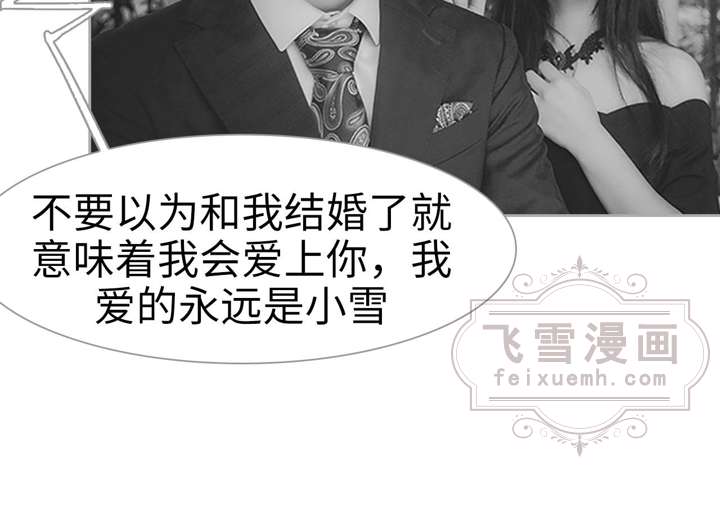 不要以为和我结婚了就
意味着我会爱上你，我
爱的永远是小雪
飞雪漫画
feixuemh.com